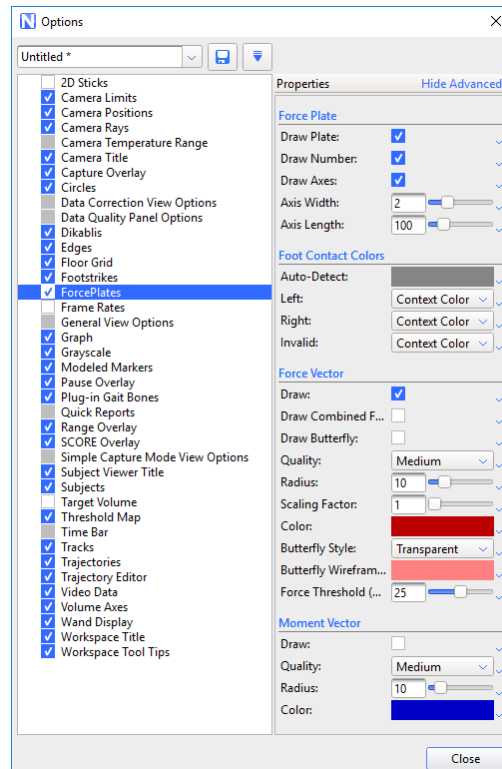 N Options
Untitled *
2D Sticks
Camera Limits
Camera Positions
Camera Rays
Camera Temperature Range
Camera Title
Capture Overlay
Circles
Data Correction View Options
Data Quality Panel Options
Dikablis
Edges
Floor Grid
Footstrikes
ForcePlates
Frame Rates
General View Options
Graph
Grayscale
Modeled Markers
Pause Overlay
Plug-in Gait Bones
Quick Reports
Range Overlay
SCORE Overlay
Simple Capture Mode View Options
Subject Viewer Title
Subjects
Target Volume
Threshold Map
Time Bar
Tracks
Trajectories
Trajectory Editor
Video Data
Volume Axes
Wand Display
Workspace Title
Workspace Tool Tips
Properties Hide Advanced
Force Plate
Draw Plate:
Draw Number:
Draw Axes:
Axis Width: 2
Axis Length: 100
Foot Contact Colors
Auto-Detect:
Left: Context Color
Right: Context Color
Invalid: Context Color
Force Vector
Draw:
Draw Combined F...
Draw Butterfly:
Quality: Medium
Radius: 10
Scaling Factor: 1
Color:
Butterfly Style: Transparent
Butterfly Wirefram...
Force Threshold (... 25
Moment Vector
Draw:
Quality: Medium
Radius: 10
Color:
Close